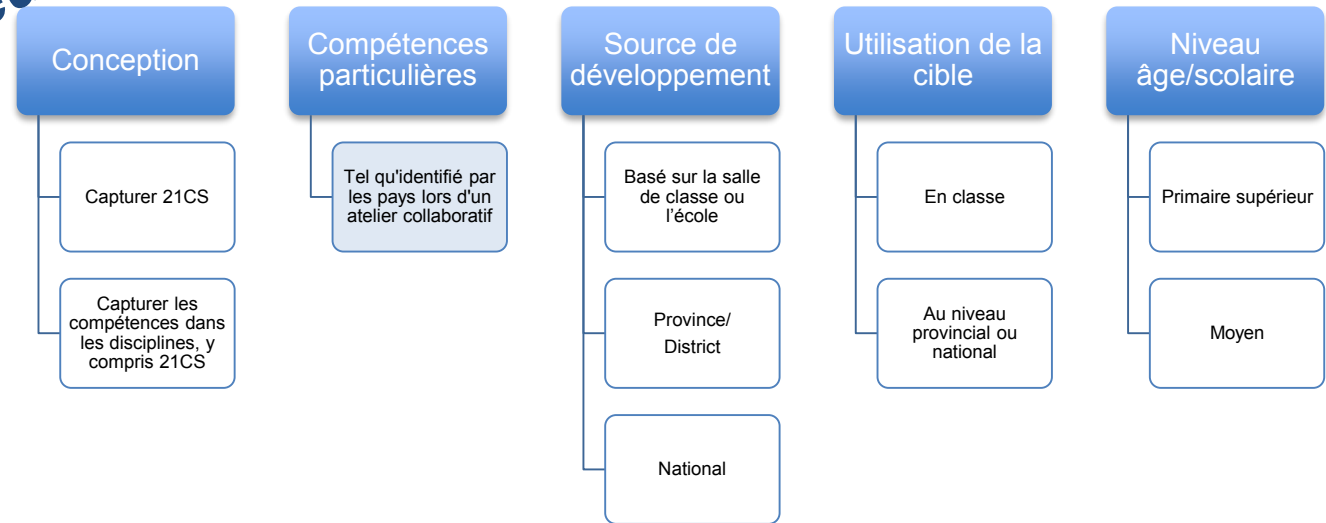 Conception
Capturer 21CS
Capturer les
compétences dans
les disciplines, y
compris 21CS
Compétences
particulières
Tel qu'identifié par
les pays lors d'un
atelier collaboratif
Source de
développement
Basé sur la salle
de classe ou
l'école
Province/
District
National
Utilisation de la
cible
En classe
Au niveau
provincial ou
national
Niveau
âge/scolaire
Primaire supérieur
Moyen